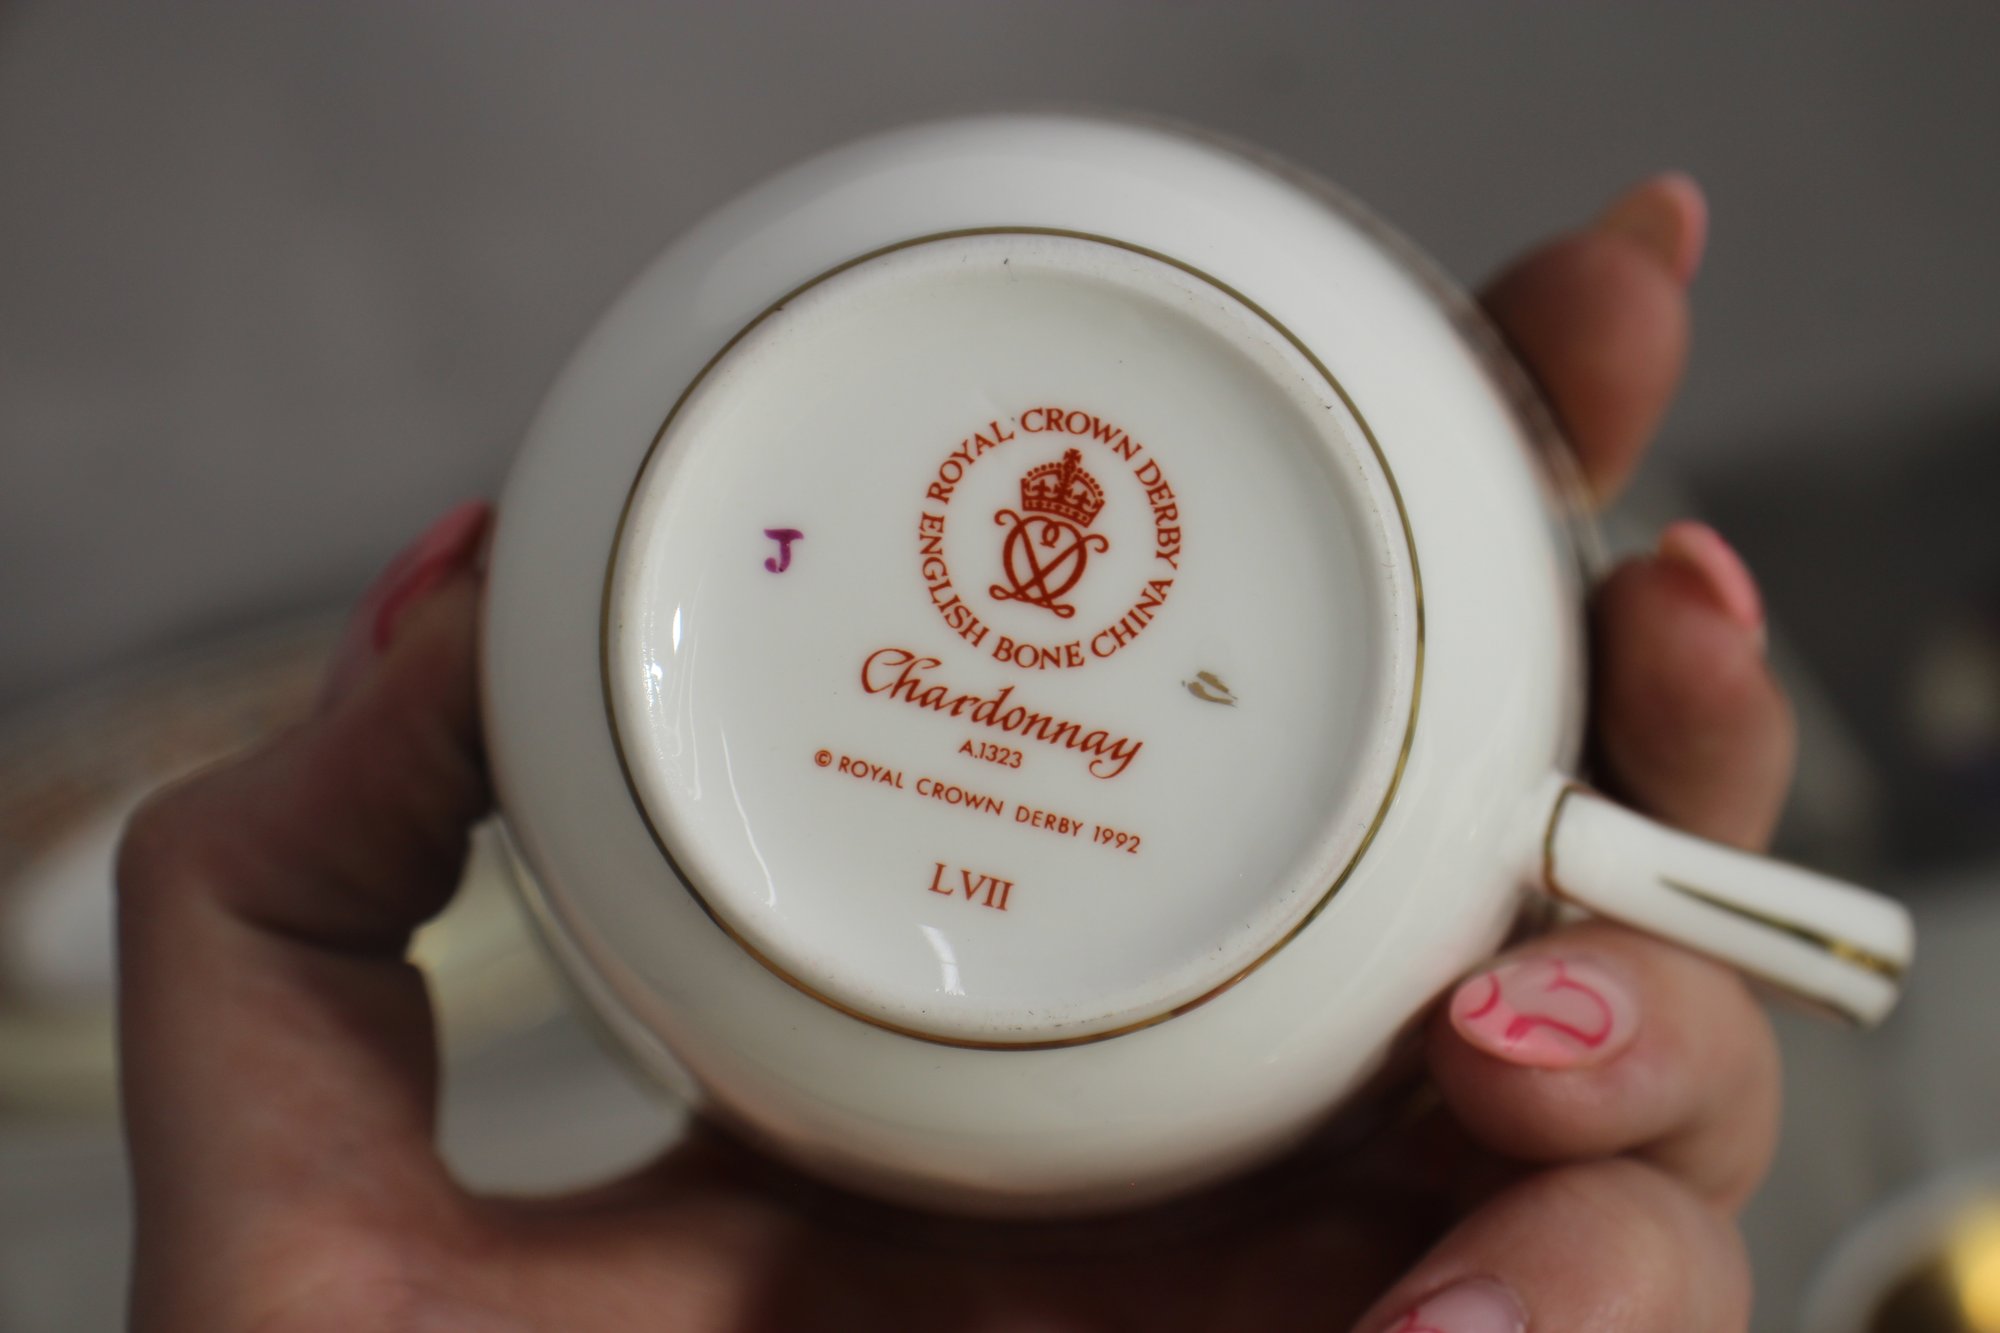 ROYAL CROWN DERBY
ENGLISH BONE CHINA
J
Chardonnay
A.1323
© ROYAL CROWN DERBY 1992
LVII